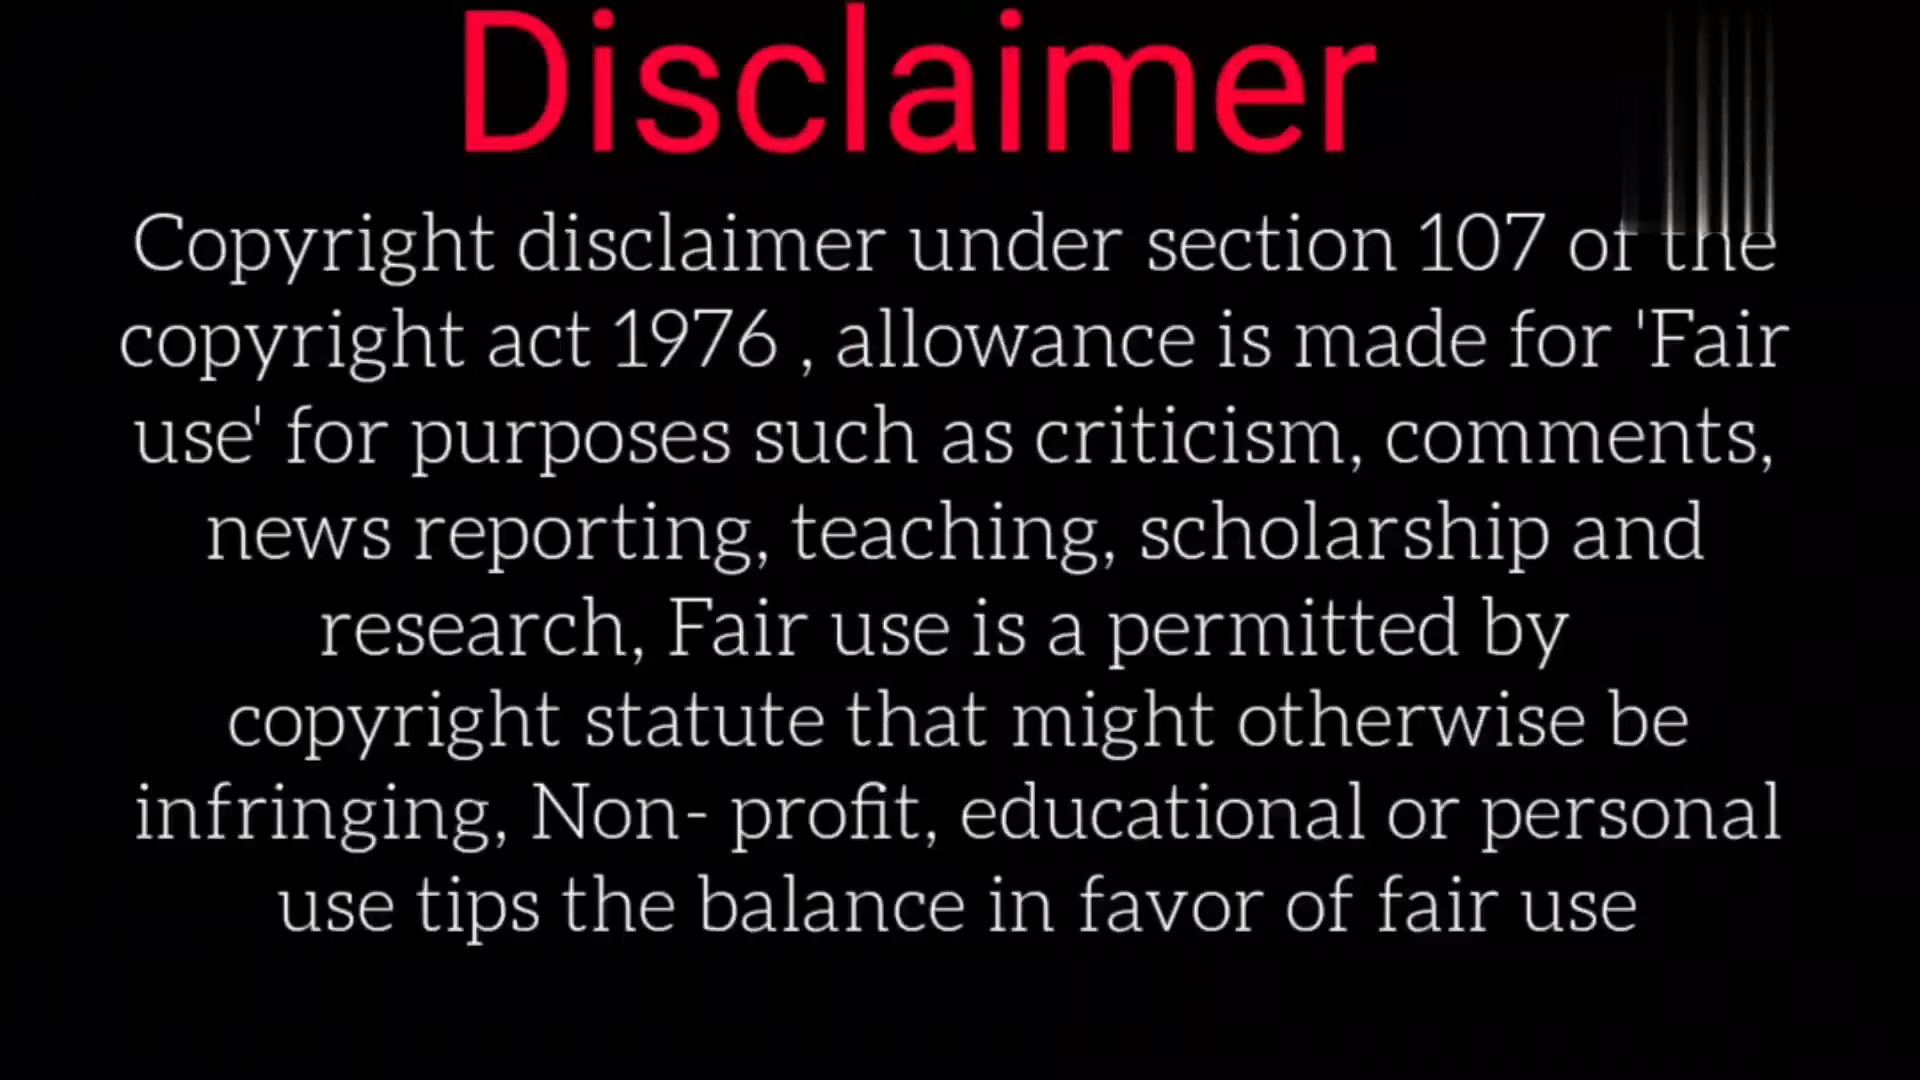 Disclaimer
Copyright disclaimer under section 107 of the
copyright act 1976 , allowance is made for 'Fair
use' for purposes such as criticism, comments,
news reporting, teaching, scholarship and
research, Fair use is a permitted by
copyright statute that might otherwise be
infringing, Non- profit, educational or personal
use tips the balance in favor of fair use